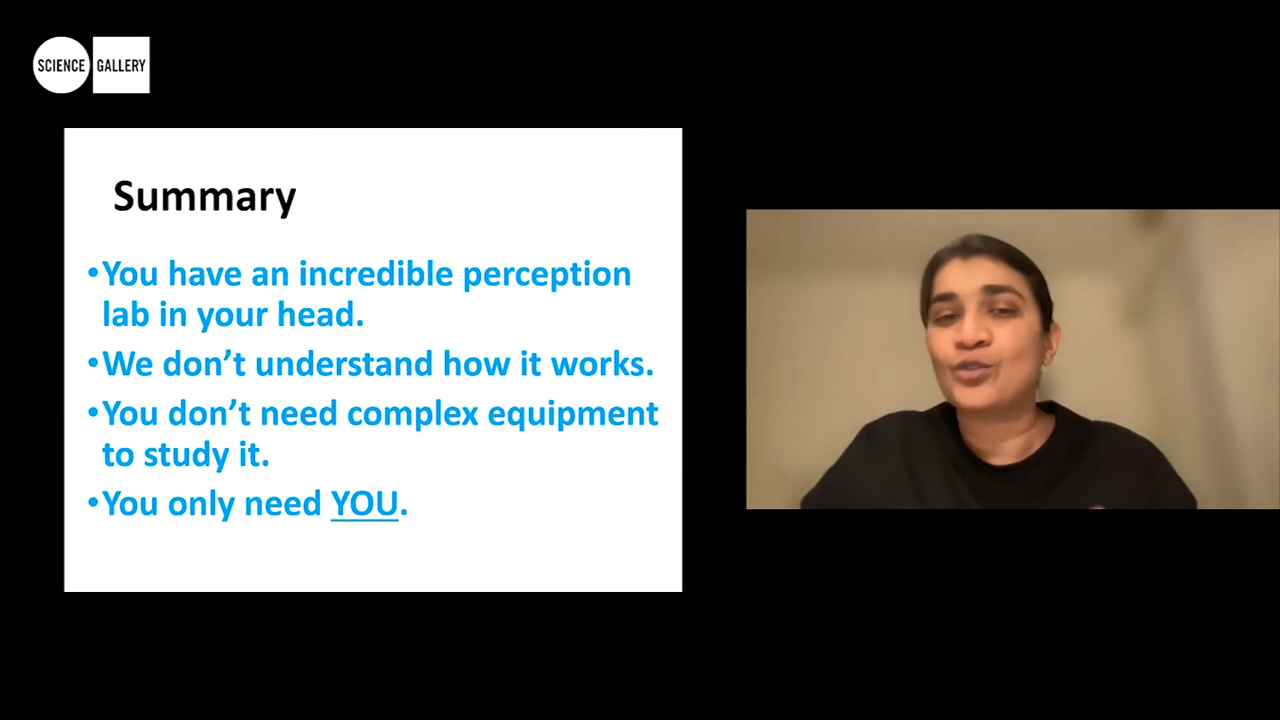 SCIENCE GALLERY
Summary
•You have an incredible perception
lab in your head.
•We don’t understand how it works.
•You don’t need complex equipment
to study it.
•You only need YOU.